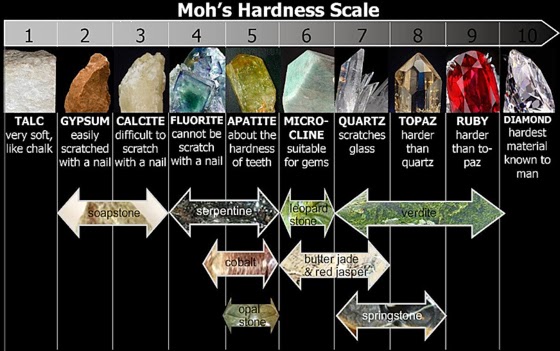 Moh's Hardness Scale
1 2 3 4 5 6 7 8 9 10
TALC
very soft,
like chalk
GYPSUM
easily
scratched
with a nail
CALCITE
difficult to
scratch
with a nail
FLUORITE
cannot be
scratch
with a nail
APATITE
about the
hardness
of teeth
MICRO-
CLINE
suitable
for gems
QUARTZ
scratches
glass
TOPAZ
harder
than
quartz
RUBY
harder
than to-
paz
DIAMOND
hardest
material
known to
man
soapstone
serpentine
leopard
stone
verdite
cobalt
butter jade
& red jasper
opal
stone
springstone